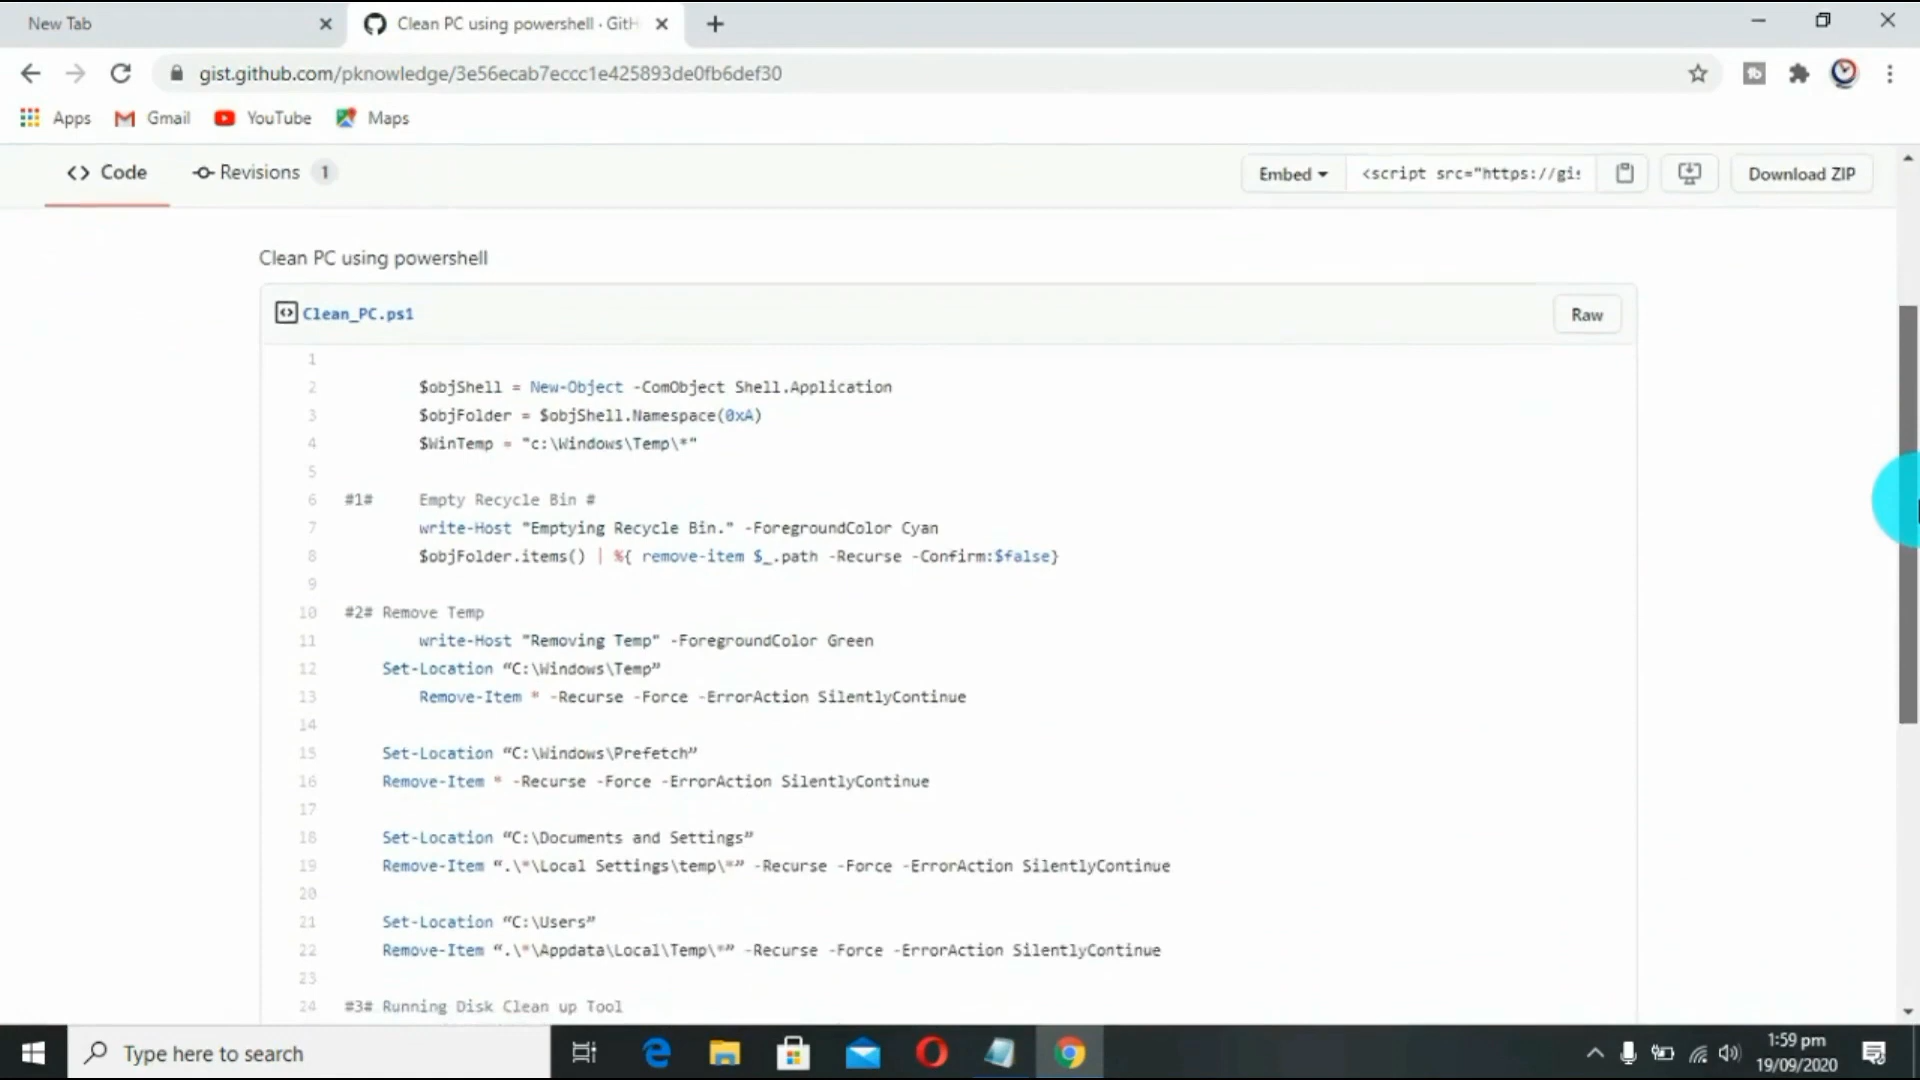 New Tab
Clean PC using powershell · GitH
gist.github.com/pknowledge/3e56ecab7eccc1e425893de0fb6def30
Apps Gmail YouTube Maps
Code Revisions 1 Embed <script src="https://gi: Download ZIP
Clean PC using powershell
Clean_PC.ps1 Raw
1
2 $objShell = New-Object -ComObject Shell.Application
3 $objFolder = $objShell.Namespace(0xA)
4 $WinTemp = "c:\Windows\Temp\*"
5
6 #1# Empty Recycle Bin #
7 write-Host "Emptying Recycle Bin." -ForegroundColor Cyan
8 $objFolder.items() | %{ remove-item $_.path -Recurse -Confirm:$false}
9
10 #2# Remove Temp
11 write-Host "Removing Temp" -ForegroundColor Green
12 Set-Location “C:\Windows\Temp”
13 Remove-Item * -Recurse -Force -ErrorAction SilentlyContinue
14
15 Set-Location “C:\Windows\Prefetch”
16 Remove-Item * -Recurse -Force -ErrorAction SilentlyContinue
17
18 Set-Location “C:\Documents and Settings”
19 Remove-Item “.\*\Local Settings\temp\*” -Recurse -Force -ErrorAction SilentlyContinue
20
21 Set-Location “C:\Users”
22 Remove-Item “.\*\Appdata\Local\Temp\*” -Recurse -Force -ErrorAction SilentlyContinue
23
24 #3# Running Disk Clean up Tool
Type here to search
1:59 pm
19/09/2020